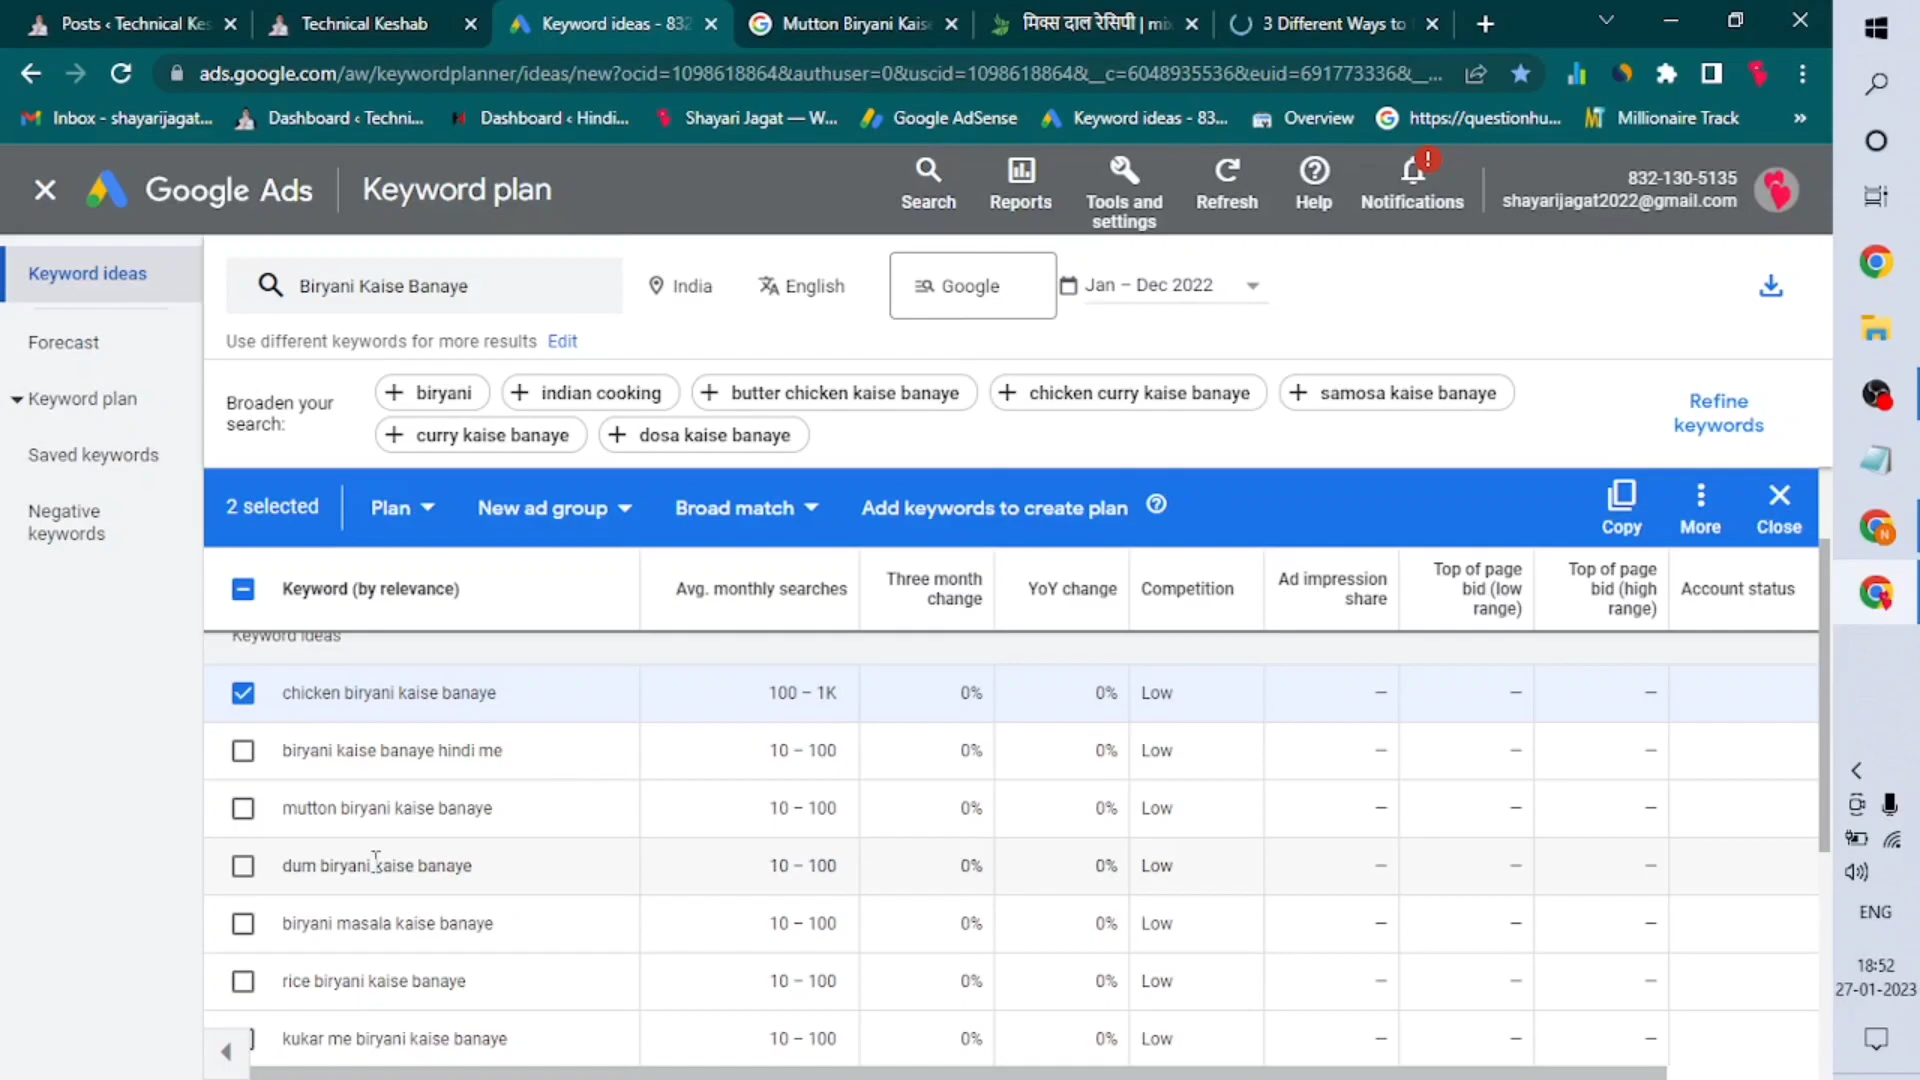 Posts ‹ Technical Kes
Technical Keshab
Keyword ideas - 832
Mutton Biryani Kais
मिक्स दाल रेसिपी | mi
3 Different Ways to
ads.google.com/aw/keywordplanner/ideas/new?ocid=1098618864&authuser=0&uscid=1098618864&__c=6048935536&euid=691773336&__...
Inbox - shayarijagat...
Dashboard ‹ Techni...
Dashboard ‹ Hindi...
Shayari Jagat — W...
Google AdSense
Keyword ideas - 83...
Overview
https://questionhu...
Millionaire Track
»
Google Ads
Keyword plan
Search
Reports
Tools and settings
Refresh
Help
Notifications
!
832-130-5135
shayarijagat2022@gmail.com
Keyword ideas
Forecast
Keyword plan
Saved keywords
Negative
keywords
Biryani Kaise Banaye
India
English
Google
Jan – Dec 2022
Use different keywords for more results Edit
Broaden your
search:
biryani
indian cooking
butter chicken kaise banaye
chicken curry kaise banaye
samosa kaise banaye
curry kaise banaye
dosa kaise banaye
Refine
keywords
2 selected
Plan
New ad group
Broad match
Add keywords to create plan
Copy
More
Close
Keyword (by relevance)
Avg. monthly searches
Three month
change
YoY change
Competition
Ad impression
share
Top of page
bid (low
range)
Top of page
bid (high
range)
Account status
Keyword ideas
chicken biryani kaise banaye 100 – 1K 0% 0% Low – – –
biryani kaise banaye hindi me 10 – 100 0% 0% Low – – –
mutton biryani kaise banaye 10 – 100 0% 0% Low – – –
dum biryani kaise banaye 10 – 100 0% 0% Low – – –
biryani masala kaise banaye 10 – 100 0% 0% Low – – –
rice biryani kaise banaye 10 – 100 0% 0% Low – – –
kukar me biryani kaise banaye 10 – 100 0% 0% Low – – –
N
ENG
18:52
27-01-2023